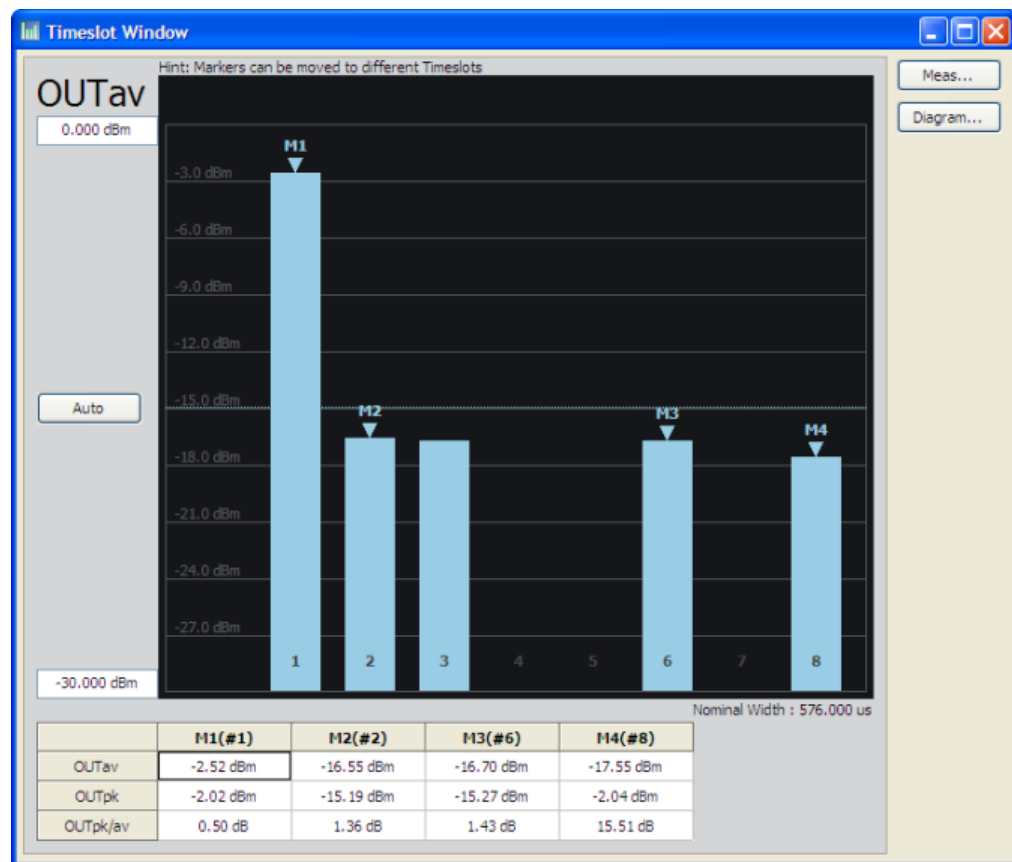 Timeslot Window
Hint: Markers can be moved to different Timeslots
Meas...
OUTav
0.000 dBm
Diagram...
M1
-3.0 dBm
-6.0 dBm
-9.0 dBm
-12.0 dBm
Auto
-15.0 dBm
M2
M3
M4
-18.0 dBm
-21.0 dBm
-24.0 dBm
-27.0 dBm
1 2 3 4 5 6 7 8
-30.000 dBm
Nominal Width : 576.000 us
M1(#1) M2(#2) M3(#6) M4(#8)
OUTav -2.52 dBm -16.55 dBm -16.70 dBm -17.55 dBm
OUTpk -2.02 dBm -15.19 dBm -15.27 dBm -2.04 dBm
OUTpk/av 0.50 dB 1.36 dB 1.43 dB 15.51 dB